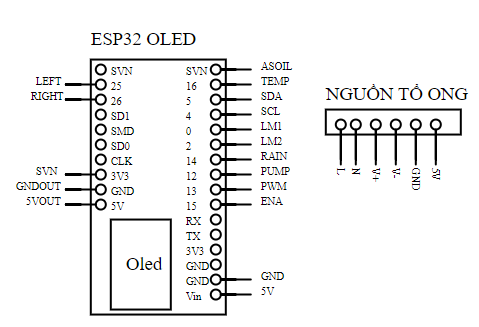 ESP32 OLED
SVN SVN ASOIL
LEFT 25 16 TEMP
RIGHT 26 5 SDA
SD1 4 SCL
SMD 0 LM1
SD0 2 LM2
CLK 14 RAIN
SVN 3V3 12 PUMP
GNDOUT GND 13 PWM
5VOUT 5V 15 ENA
RX
TX
3V3
GND
GND GND
Vin 5V
Oled
NGUỒN TỔ ONG
L N V+ V- GND 5V